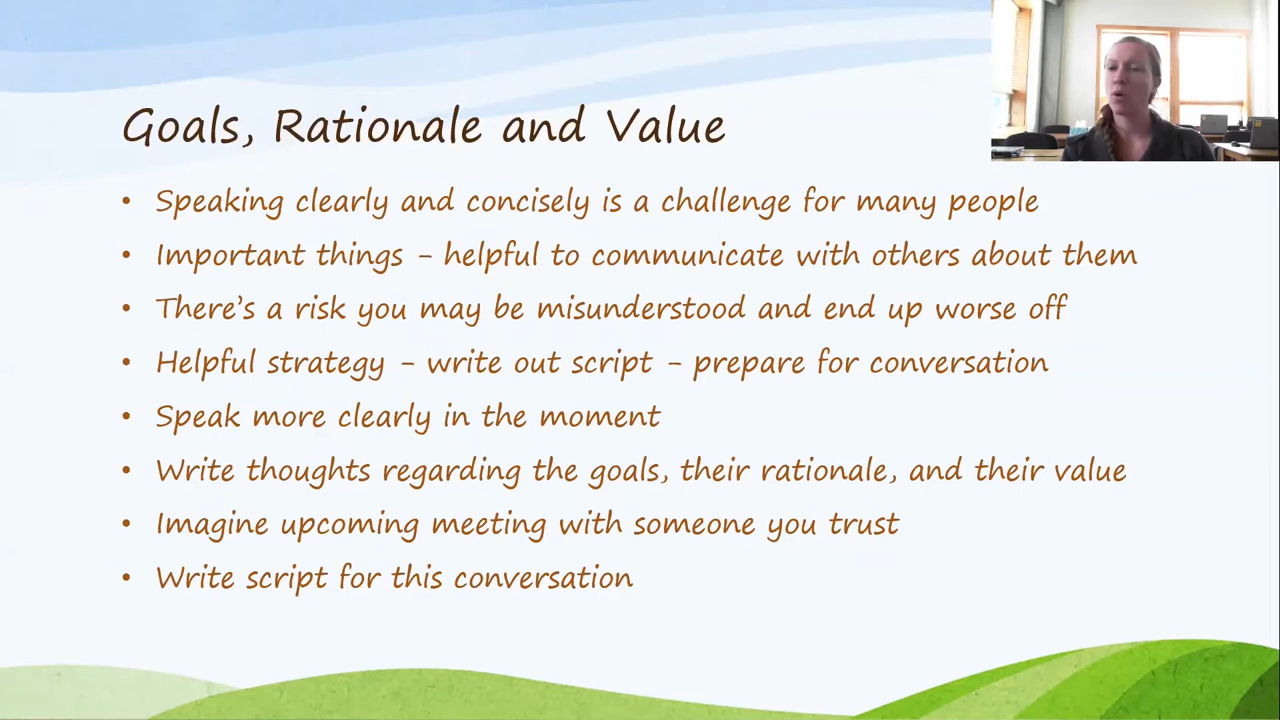 Goals, Rationale and Value
• Speaking clearly and concisely is a challenge for many people
• Important things - helpful to communicate with others about them
• There's a risk you may be misunderstood and end up worse off
• Helpful strategy - write out script - prepare for conversation
• Speak more clearly in the moment
• Write thoughts regarding the goals, their rationale, and their value
• Imagine upcoming meeting with someone you trust
• Write script for this conversation